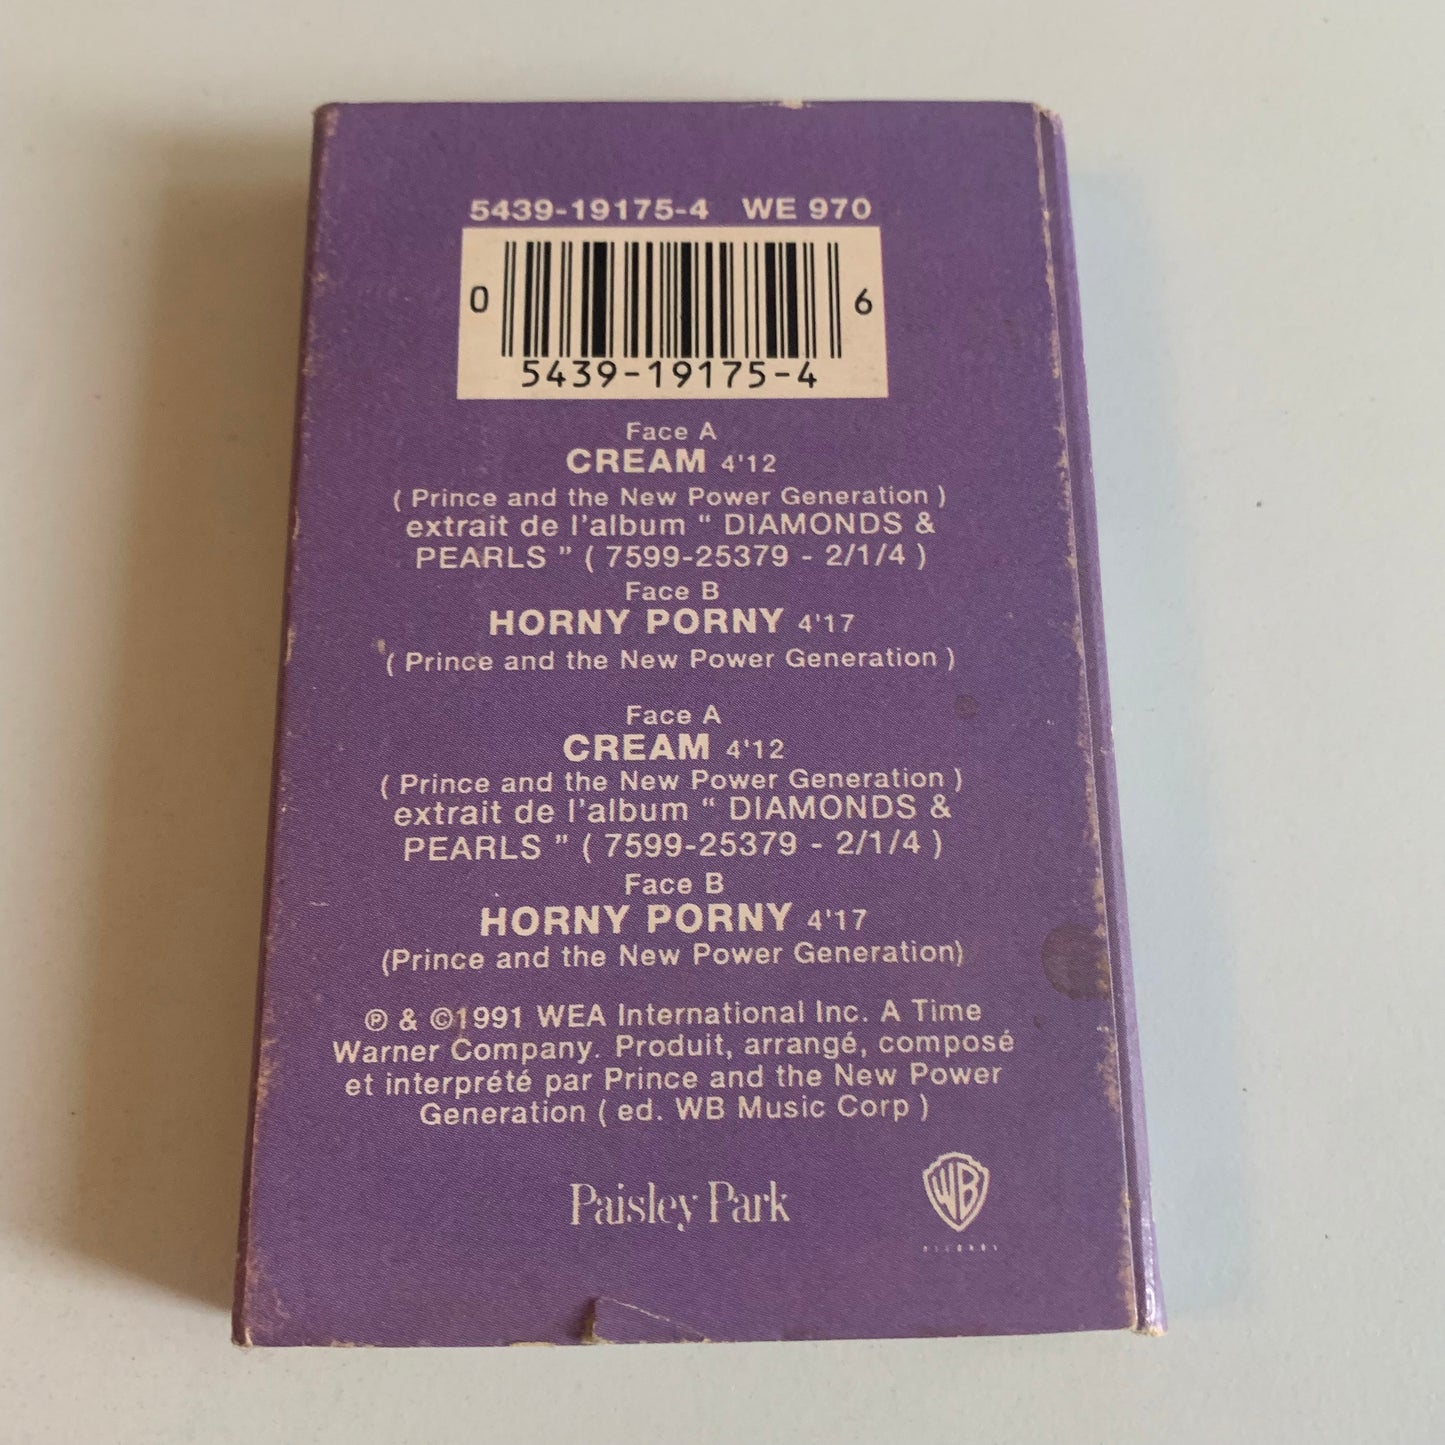 5439-19175-4 WE 970
0 6
5439-19175-4
Face A
CREAM 4'12
( Prince and the New Power Generation )
extrait de l'album " DIAMONDS &
PEARLS " ( 7599-25379 - 2/1/4 )
Face B
HORNY PORNY 4'17
( Prince and the New Power Generation )
Face A
CREAM 4'12
( Prince and the New Power Generation )
extrait de l'album " DIAMONDS &
PEARLS " ( 7599-25379 - 2/1/4 )
Face B
HORNY PORNY 4'17
(Prince and the New Power Generation)
℗ & ©1991 WEA International Inc. A Time
Warner Company. Produit, arrangé, composé
et interprété par Prince and the New Power
Generation ( ed. WB Music Corp )
Paisley Park
WB
RECORDS